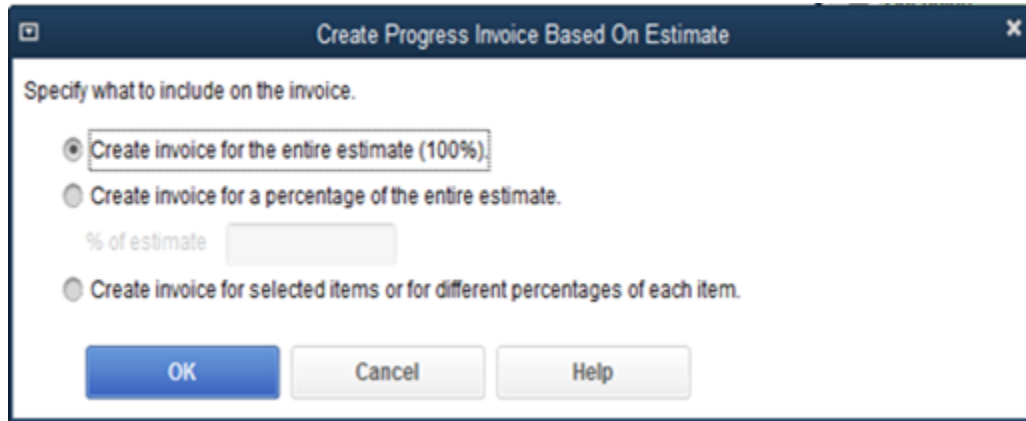 Create Progress Invoice Based On Estimate
Specify what to include on the invoice.
Create invoice for the entire estimate (100%).
Create invoice for a percentage of the entire estimate.
% of estimate
Create invoice for selected items or for different percentages of each item.
OK Cancel Help